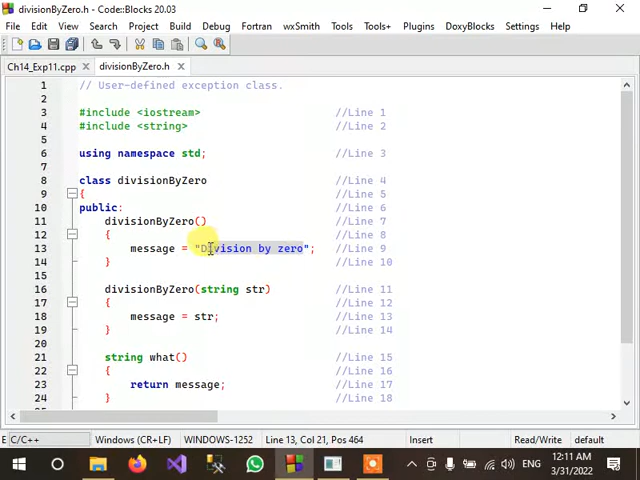 divisionByZero.h - Code::Blocks 20.03
File Edit View Search Project Build Debug Fortran wxSmith Tools Tools+ Plugins DoxyBlocks Settings Help
Ch14_Exp11.cpp divisionByZero.h
1 // User-defined exception class.
2
3 #include <iostream> //Line 1
4 #include <string> //Line 2
5
6 using namespace std; //Line 3
7
8 class divisionByZero //Line 4
9 { //Line 5
10 public: //Line 6
11 divisionByZero() //Line 7
12 { //Line 8
13 message = "Division by zero"; //Line 9
14 } //Line 10
15
16 divisionByZero(string str) //Line 11
17 { //Line 12
18 message = str; //Line 13
19 } //Line 14
20
21 string what() //Line 15
22 { //Line 16
23 return message; //Line 17
24 } //Line 18
E C/C++ Windows (CR+LF) WINDOWS-1252 Line 13, Col 21, Pos 464 Insert Read/Write default
ENG 12:11 AM
3/31/2022